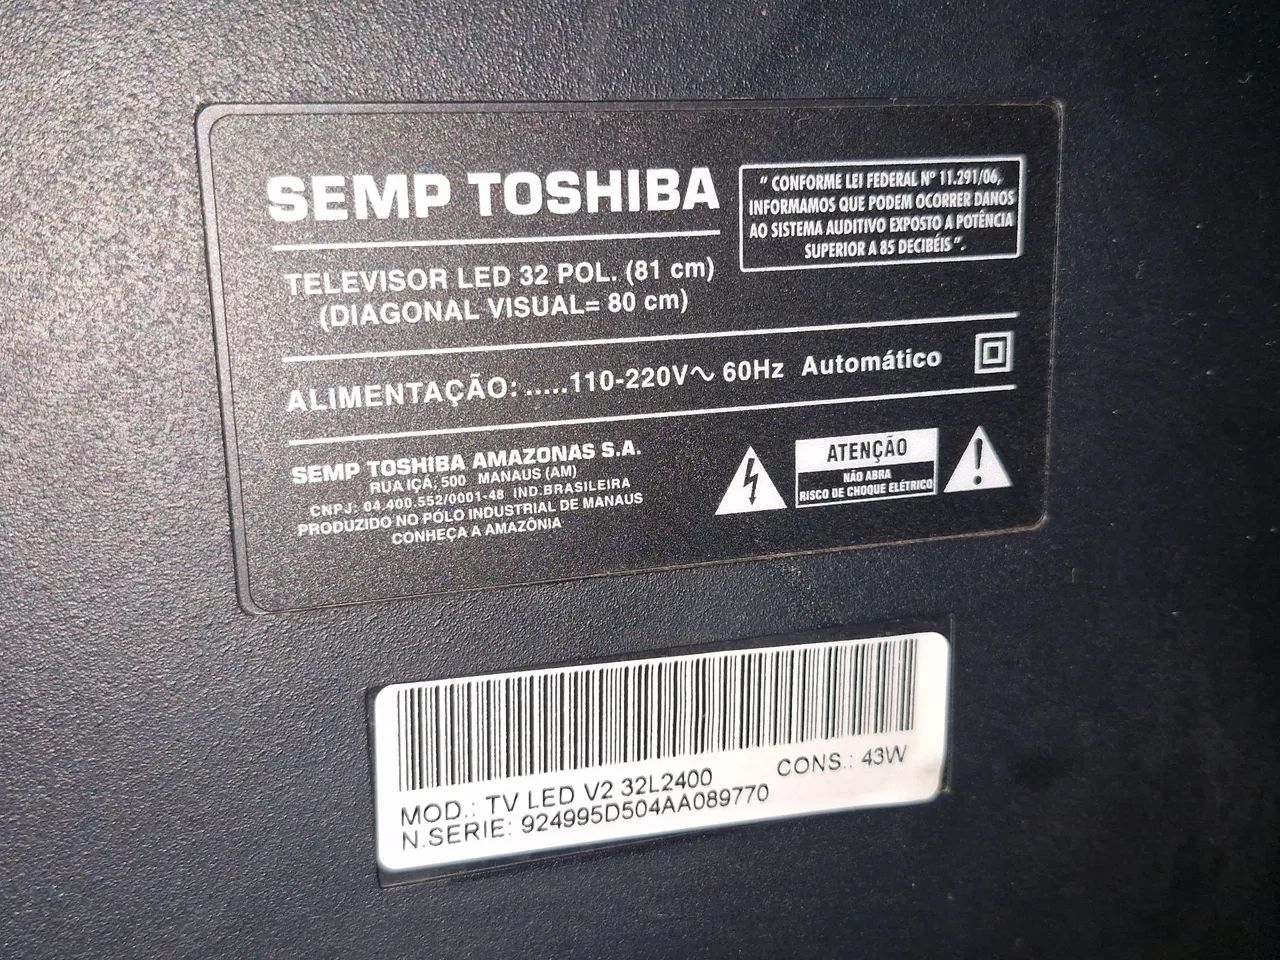 SEMP TOSHIBA
" CONFORME LEI FEDERAL Nº 11.291/06,
INFORMAMOS QUE PODEM OCORRER DANOS
AO SISTEMA AUDITIVO EXPOSTO A POTÊNCIA
SUPERIOR A 85 DECIBÉIS ".
TELEVISOR LED 32 POL. (81 cm)
(DIAGONAL VISUAL= 80 cm)
ALIMENTAÇÃO: .....110-220V~ 60Hz Automático
SEMP TOSHIBA AMAZONAS S.A.
RUA IÇÁ, 500 MANAUS (AM)
CNPJ: 04.400.552/0001-48 IND.BRASILEIRA
PRODUZIDO NO PÓLO INDUSTRIAL DE MANAUS
CONHEÇA A AMAZÔNIA
ATENÇÃO
NÃO ABRA
RISCO DE CHOQUE ELÉTRICO
MOD.: TV LED V2 32L2400 CONS.: 43W
N.SERIE: 924995D504AA089770